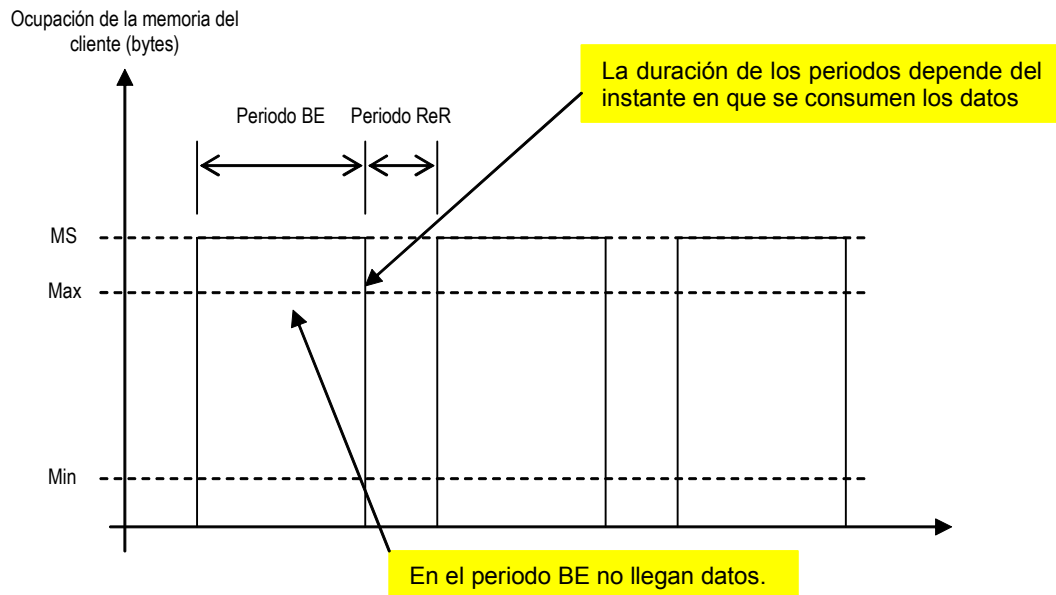 Ocupación de la memoria del
cliente (bytes)
La duración de los periodos depende del
instante en que se consumen los datos
Periodo BE
Periodo ReR
MS
Max
Min
En el periodo BE no llegan datos.